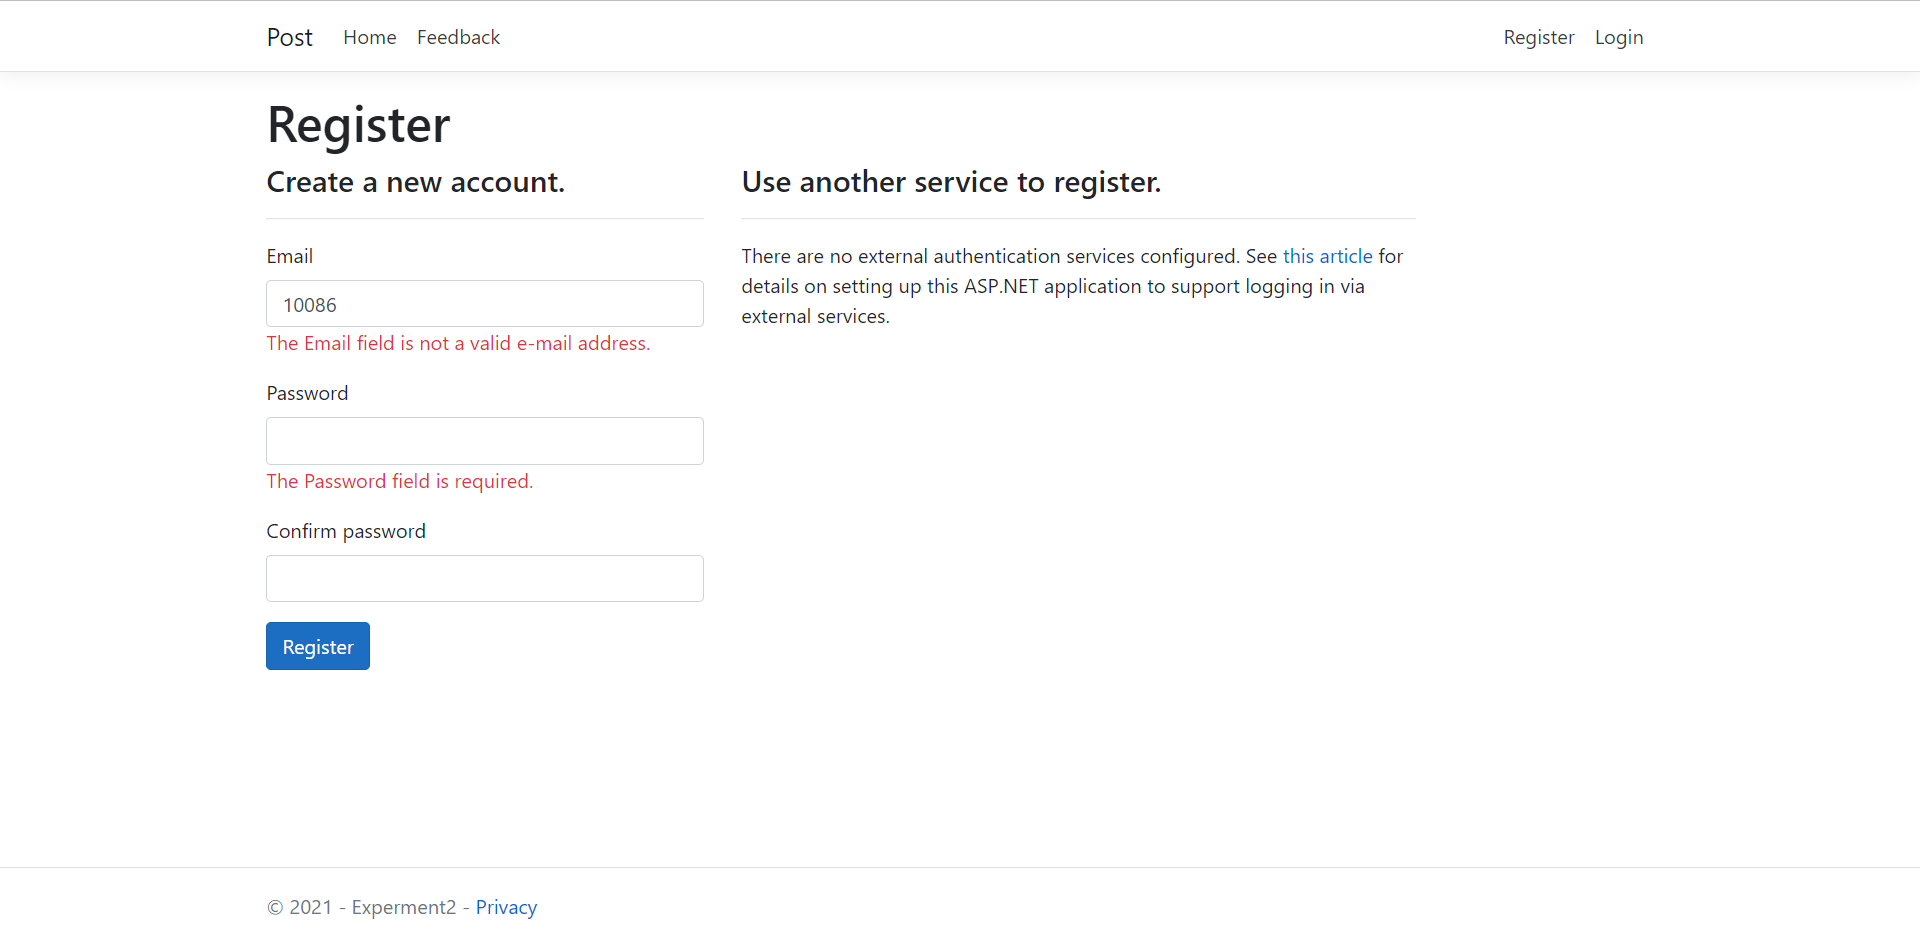 Post Home Feedback Register Login
Register
Create a new account.
Email
10086
The Email field is not a valid e-mail address.
Password
The Password field is required.
Confirm password
Register
Use another service to register.
There are no external authentication services configured. See this article for
details on setting up this ASP.NET application to support logging in via
external services.
© 2021 - Experment2 - Privacy